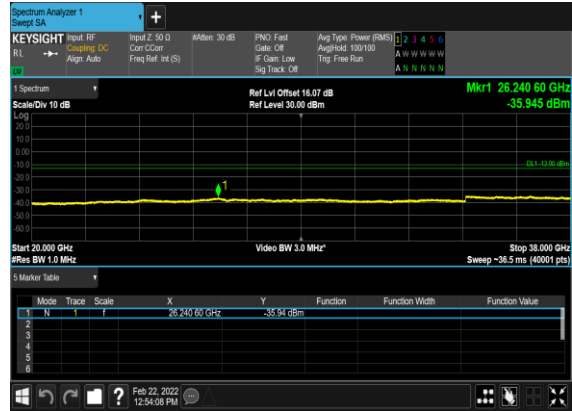 Spectrum Analyzer 1
Swept SA
+
KEYSIGHT Input: RF Input Z: 50 Ω #Atten: 30 dB PNO: Fast Avg Type: Power (RMS) 1 2 3 4 5 6
RL Coupling: DC Corr CCorr Gate: Off Avg|Hold: 100/100 A W W W W W
Align: Auto Freq Ref: Int (S) IF Gain: Low Trig: Free Run
Sig Track: Off A N N N N N
1 Spectrum Ref Lvl Offset 16.07 dB Mkr1 26.240 60 GHz
Scale/Div 10 dB Ref Level 30.00 dBm -35.945 dBm
Log
20.0
10.0
0.00
-10.0 DL1 -13.00 dBm
-20.0
-30.0 1
-40.0
-50.0
-60.0
Start 20.000 GHz Video BW 3.0 MHz* Stop 38.000 GHz
#Res BW 1.0 MHz Sweep ~36.5 ms (40001 pts)
5 Marker Table
Mode Trace Scale X Y Function Function Width Function Value
1 N 1 f 26.240 60 GHz -35.94 dBm
2
3
4
5
6
? Feb 22, 2022
12:54:08 PM